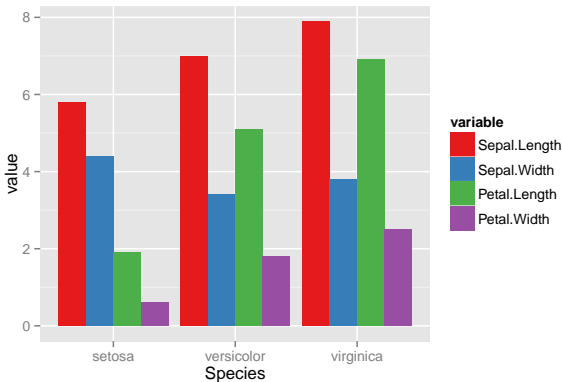 8
6
4
2
0
value
setosa
versicolor
virginica
Species
variable
Sepal.Length
Sepal.Width
Petal.Length
Petal.Width